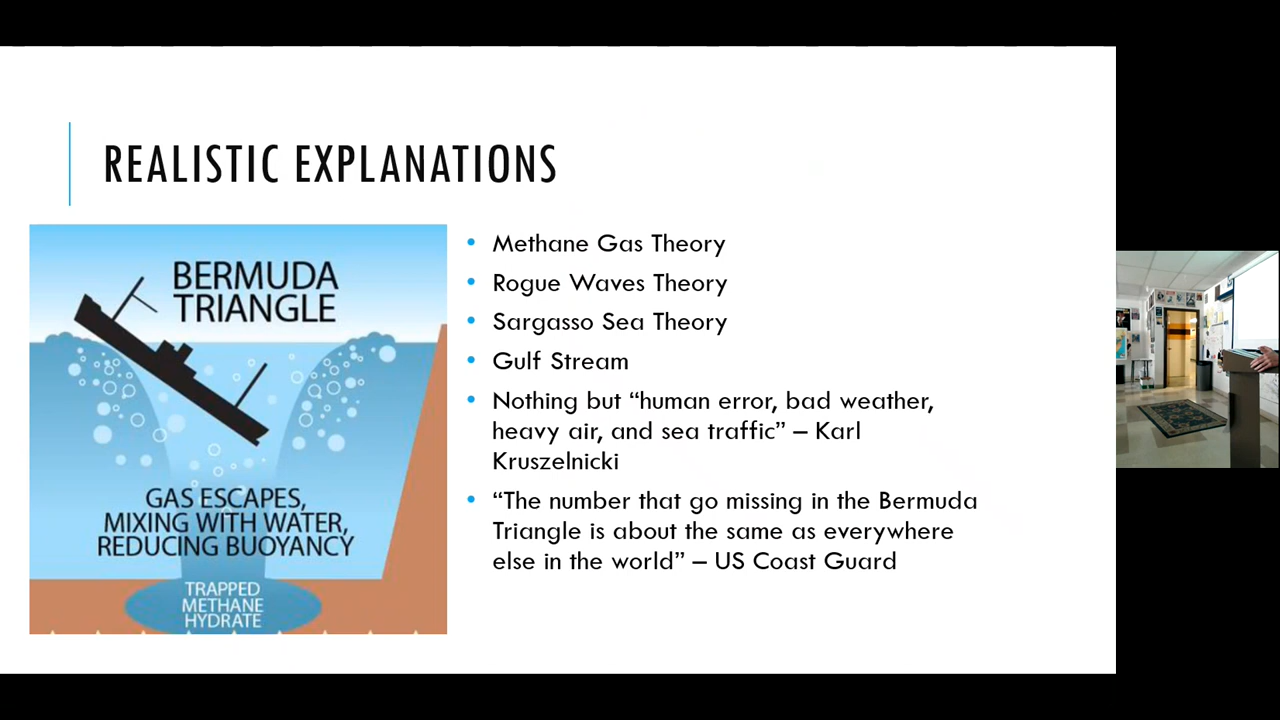 REALISTIC EXPLANATIONS
BERMUDA
TRIANGLE
GAS ESCAPES,
MIXING WITH WATER,
REDUCING BUOYANCY
TRAPPED
METHANE
HYDRATE
• Methane Gas Theory
• Rogue Waves Theory
• Sargasso Sea Theory
• Gulf Stream
• Nothing but “human error, bad weather,
heavy air, and sea traffic” – Karl
Kruszelnicki
• “The number that go missing in the Bermuda
Triangle is about the same as everywhere
else in the world” – US Coast Guard